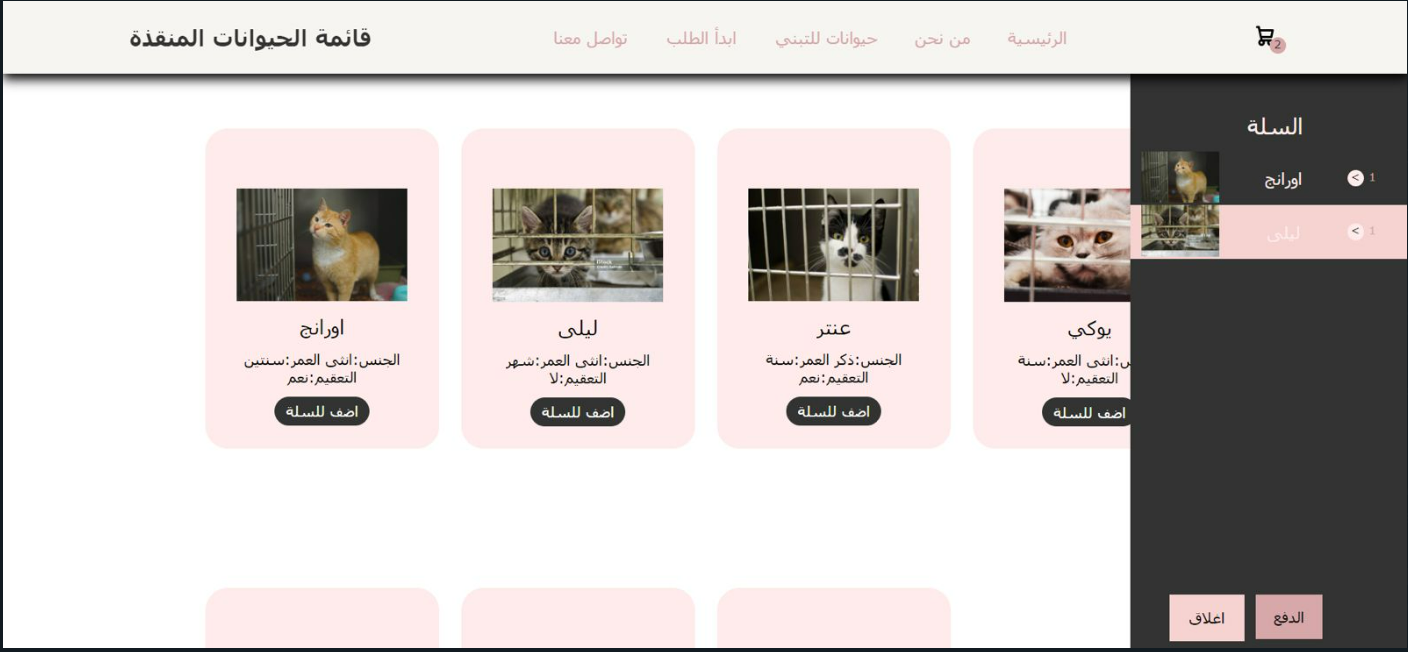 قائمة الحيوانات المنقذة
الرئيسية
من نحن
حيوانات للتبني
ابدأ الطلب
تواصل معنا
2
السلة
اورانج
< 1
ليلى
< 1
يوكي
س:انثى العمر:سنة
التعقيم:لا
اضف للسلة
عنتر
الجنس:ذكر العمر:سنة
التعقيم:نعم
اضف للسلة
ليلى
الجنس:انثى العمر:شهر
التعقيم:لا
اضف للسلة
اورانج
الجنس:انثى العمر:سنتين
التعقيم:نعم
اضف للسلة
الدفع
اغلاق